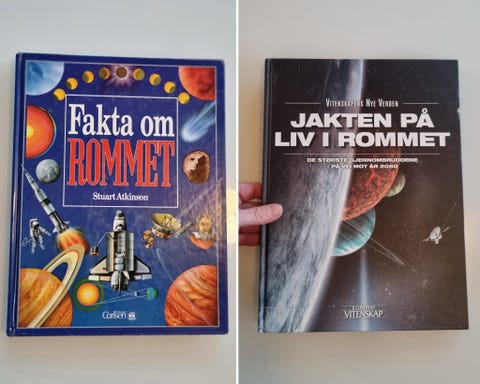 Fakta om
ROMMET
Stuart Atkinson
Carlsen
VITENSKAPENS NYE VERDEN
JAKTEN PÅ
LIV I ROMMET
DE STØRSTE GJENNOMBRUDDENE
- PÅ VEI MOT ÅR 2050
ILLUSTRERT
VITENSKAP